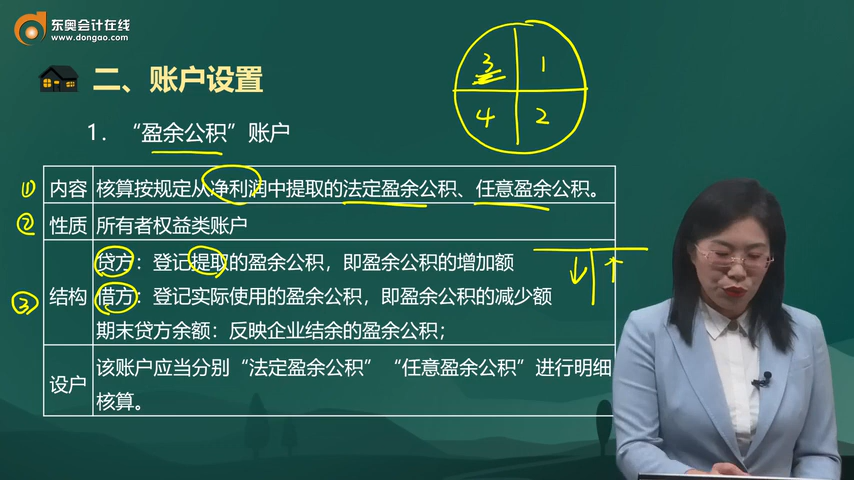 东奥会计在线
www.dongao.com
二、账户设置
3 1
4 2
1. “盈余公积”账户
① 内容 核算按规定从净利润中提取的法定盈余公积、任意盈余公积。
② 性质 所有者权益类账户
③ 结构 贷方：登记提取的盈余公积，即盈余公积的增加额
借方：登记实际使用的盈余公积，即盈余公积的减少额
期末贷方余额：反映企业结余的盈余公积；
设户 该账户应当分别“法定盈余公积”“任意盈余公积”进行明细
核算。